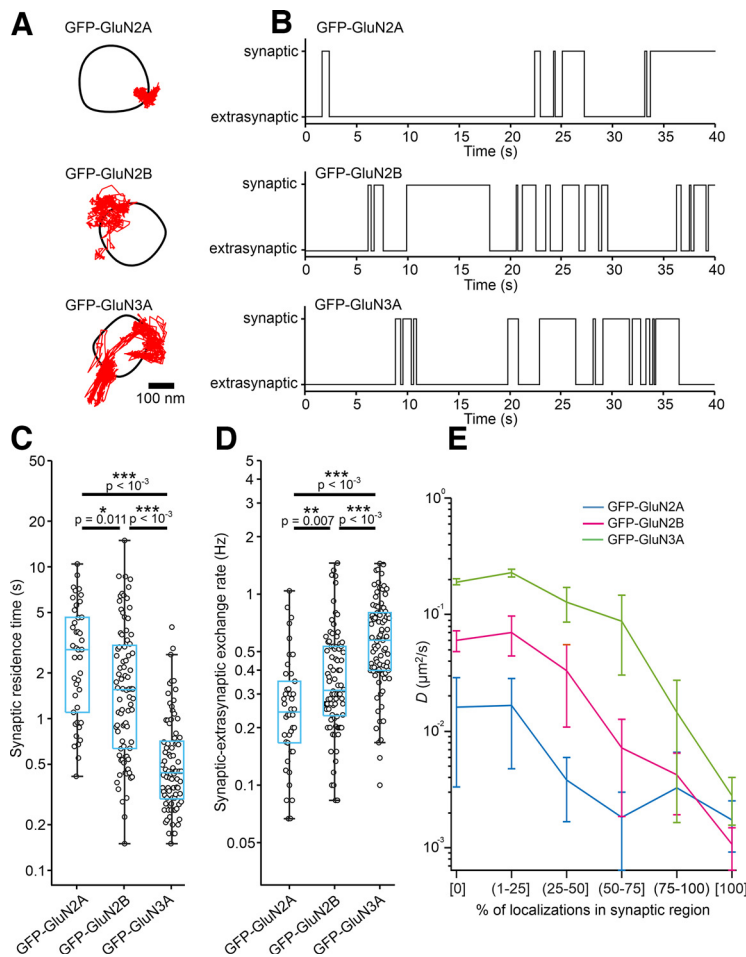 A
GFP-GluN2A
GFP-GluN2B
GFP-GluN3A
100 nm
B
GFP-GluN2A
synaptic
extrasynaptic
0 5 10 15 20 25 30 35 40
Time (s)
GFP-GluN2B
synaptic
extrasynaptic
0 5 10 15 20 25 30 35 40
Time (s)
GFP-GluN3A
synaptic
extrasynaptic
0 5 10 15 20 25 30 35 40
Time (s)
C
Synaptic residence time (s)
50
20
10
5
2
1
0.5
0.2
0.1
***
p < 10-3
*
p = 0.011
***
p < 10-3
GFP-GluN2A
GFP-GluN2B
GFP-GluN3A
D
Synaptic-extrasynaptic exchange rate (Hz)
5
4
3
2
1
0.5
0.4
0.3
0.2
0.1
0.05
***
p < 10-3
**
p = 0.007
***
p < 10-3
GFP-GluN2A
GFP-GluN2B
GFP-GluN3A
E
GFP-GluN2A
GFP-GluN2B
GFP-GluN3A
D (µm2/s)
100
10-1
10-2
10-3
[0] (1-25] (25-50] (50-75] (75-100) [100]
% of localizations in synaptic region